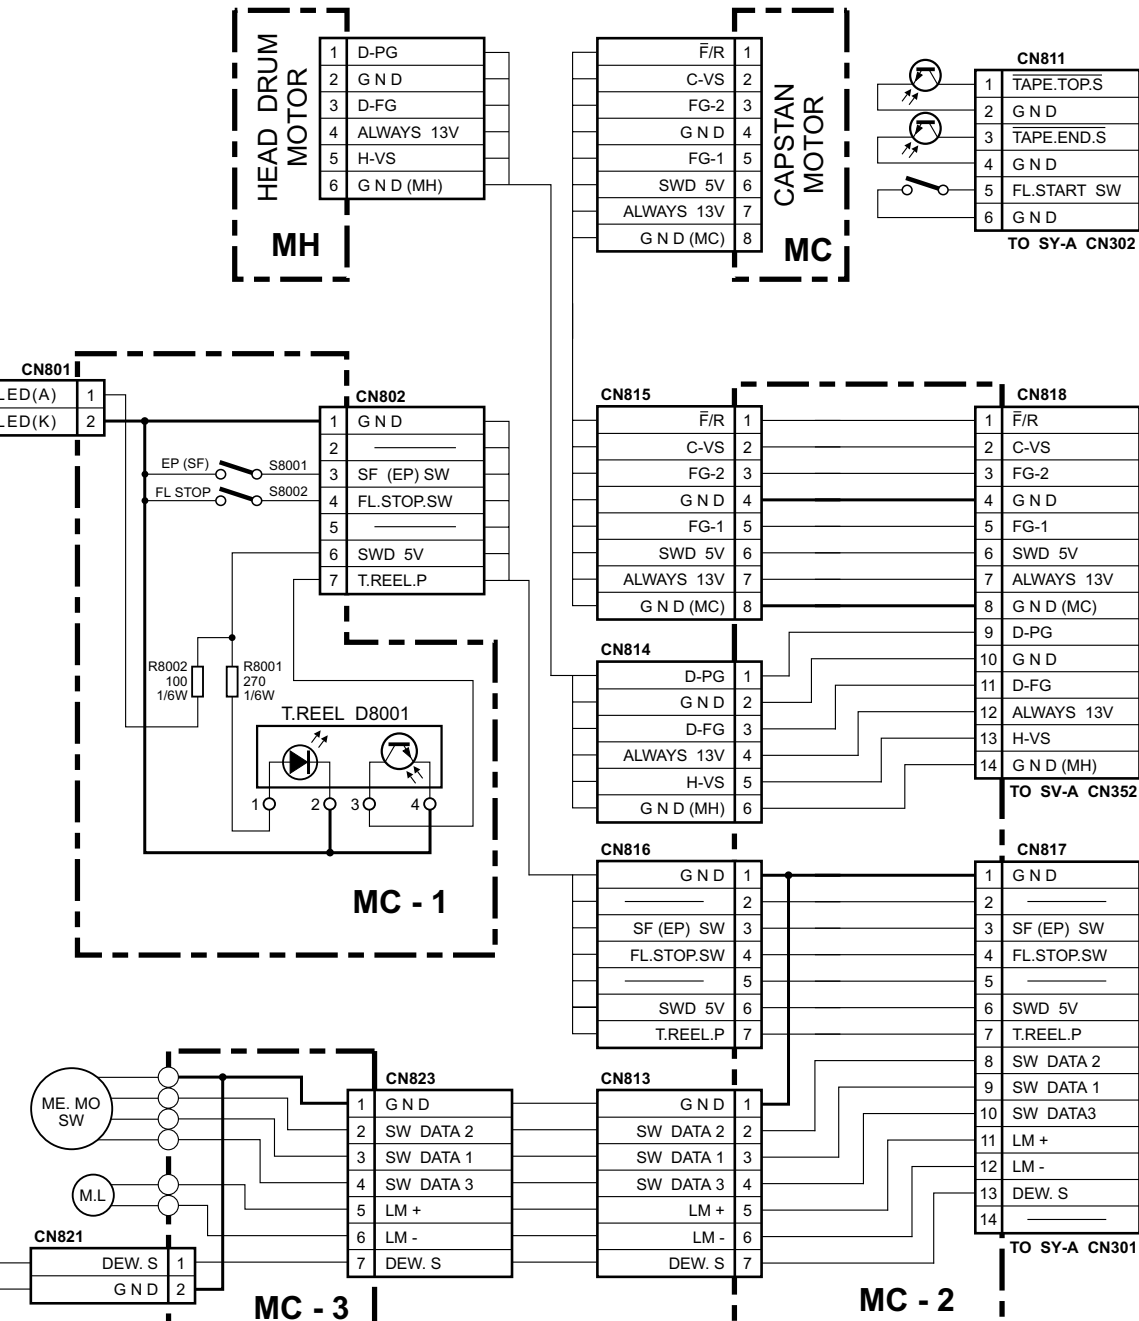 HEAD DRUM
MOTOR
MH
1 D-PG
2 GND
3 D-FG
4 ALWAYS 13V
5 H-VS
6 GND (MH)
F̅/R 1
C-VS 2
FG-2 3
GND 4
FG-1 5
SWD 5V 6
ALWAYS 13V 7
GND (MC) 8
CAPSTAN
MOTOR
MC
CN811
1 T̅A̅P̅E̅.̅T̅O̅P̅.̅S̅
2 GND
3 T̅A̅P̅E̅.̅E̅N̅D̅.̅S̅
4 GND
5 FL.START SW
6 GND
TO SY-A CN302
CN801
LED(A) 1
LED(K) 2
CN802
1 GND
2
3 SF (EP) SW
4 FL.STOP.SW
5
6 SWD 5V
7 T.REEL.P
EP (SF) S8001
FL STOP S8002
R8002
100
1/6W
R8001
270
1/6W
T.REEL D8001
1 2 3 4
MC - 1
CN815
F̅/R 1
C-VS 2
FG-2 3
GND 4
FG-1 5
SWD 5V 6
ALWAYS 13V 7
GND (MC) 8
CN814
D-PG 1
GND 2
D-FG 3
ALWAYS 13V 4
H-VS 5
GND (MH) 6
CN818
1 F̅/R
2 C-VS
3 FG-2
4 GND
5 FG-1
6 SWD 5V
7 ALWAYS 13V
8 GND (MC)
9 D-PG
10 GND
11 D-FG
12 ALWAYS 13V
13 H-VS
14 GND (MH)
TO SV-A CN352
CN816
GND 1
2
SF (EP) SW 3
FL.STOP.SW 4
5
SWD 5V 6
T.REEL.P 7
CN817
1 GND
2
3 SF (EP) SW
4 FL.STOP.SW
5
6 SWD 5V
7 T.REEL.P
8 SW DATA 2
9 SW DATA 1
10 SW DATA3
11 LM +
12 LM -
13 DEW. S
14
TO SY-A CN301
ME. MO
SW
M.L
CN821
DEW. S 1
GND 2
CN823
1 GND
2 SW DATA 2
3 SW DATA 1
4 SW DATA 3
5 LM +
6 LM -
7 DEW. S
MC - 3
CN813
GND 1
SW DATA 2 2
SW DATA 1 3
SW DATA 3 4
LM + 5
LM - 6
DEW. S 7
MC - 2